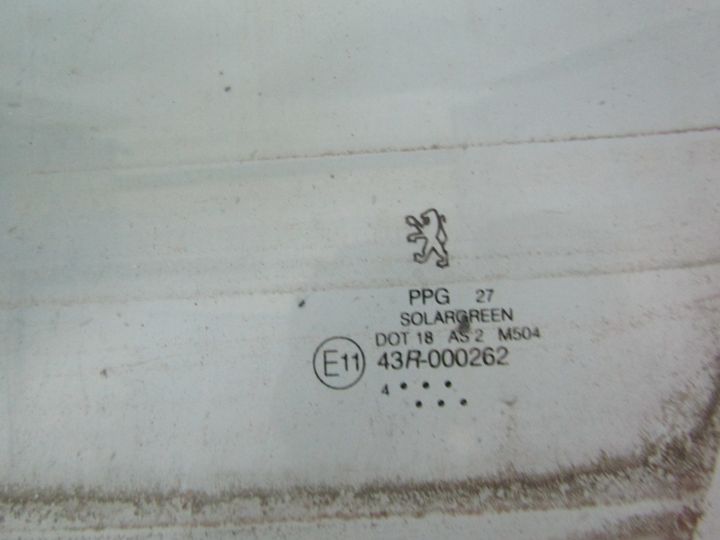 PPG 27
SOLARGREEN
DOT 18 AS 2 M504
E11 43R-000262
4